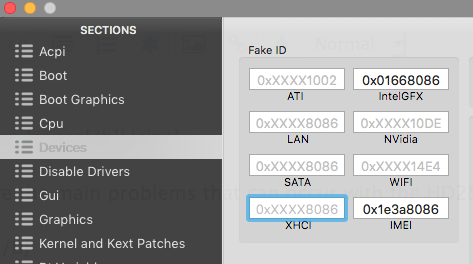 Normal
SECTIONS
Fake ID
Acpi
Boot
Boot Graphics
Cpu
Devices
Disable Drivers
Gui
Graphics
Kernel and Kext Patches
0xXXXX1002
0x01668086
ATI
IntelGFX
0xXXXX8086
0xXXXX10DE
LAN
NVidia
0xXXXX8086
0xXXXX14E4
SATA
WIFI
0xXXXX8086
0x1e3a8086
XHCI
IMEI